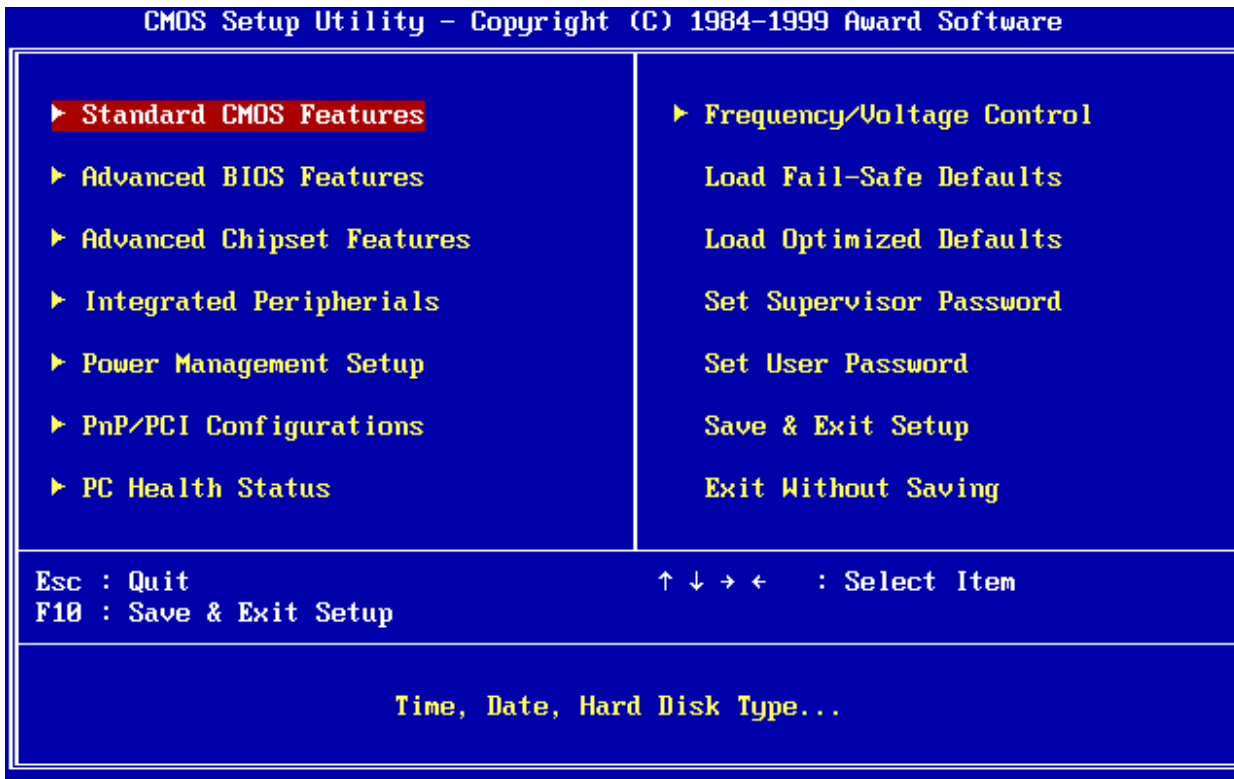 CMOS Setup Utility – Copyright (C) 1984–1999 Award Software
▶ Standard CMOS Features
▶ Advanced BIOS Features
▶ Advanced Chipset Features
▶ Integrated Peripherials
▶ Power Management Setup
▶ PnP/PCI Configurations
▶ PC Health Status
▶ Frequency/Voltage Control
Load Fail–Safe Defaults
Load Optimized Defaults
Set Supervisor Password
Set User Password
Save & Exit Setup
Exit Without Saving
Esc : Quit
F10 : Save & Exit Setup
↑ ↓ → ← : Select Item
Time, Date, Hard Disk Type...